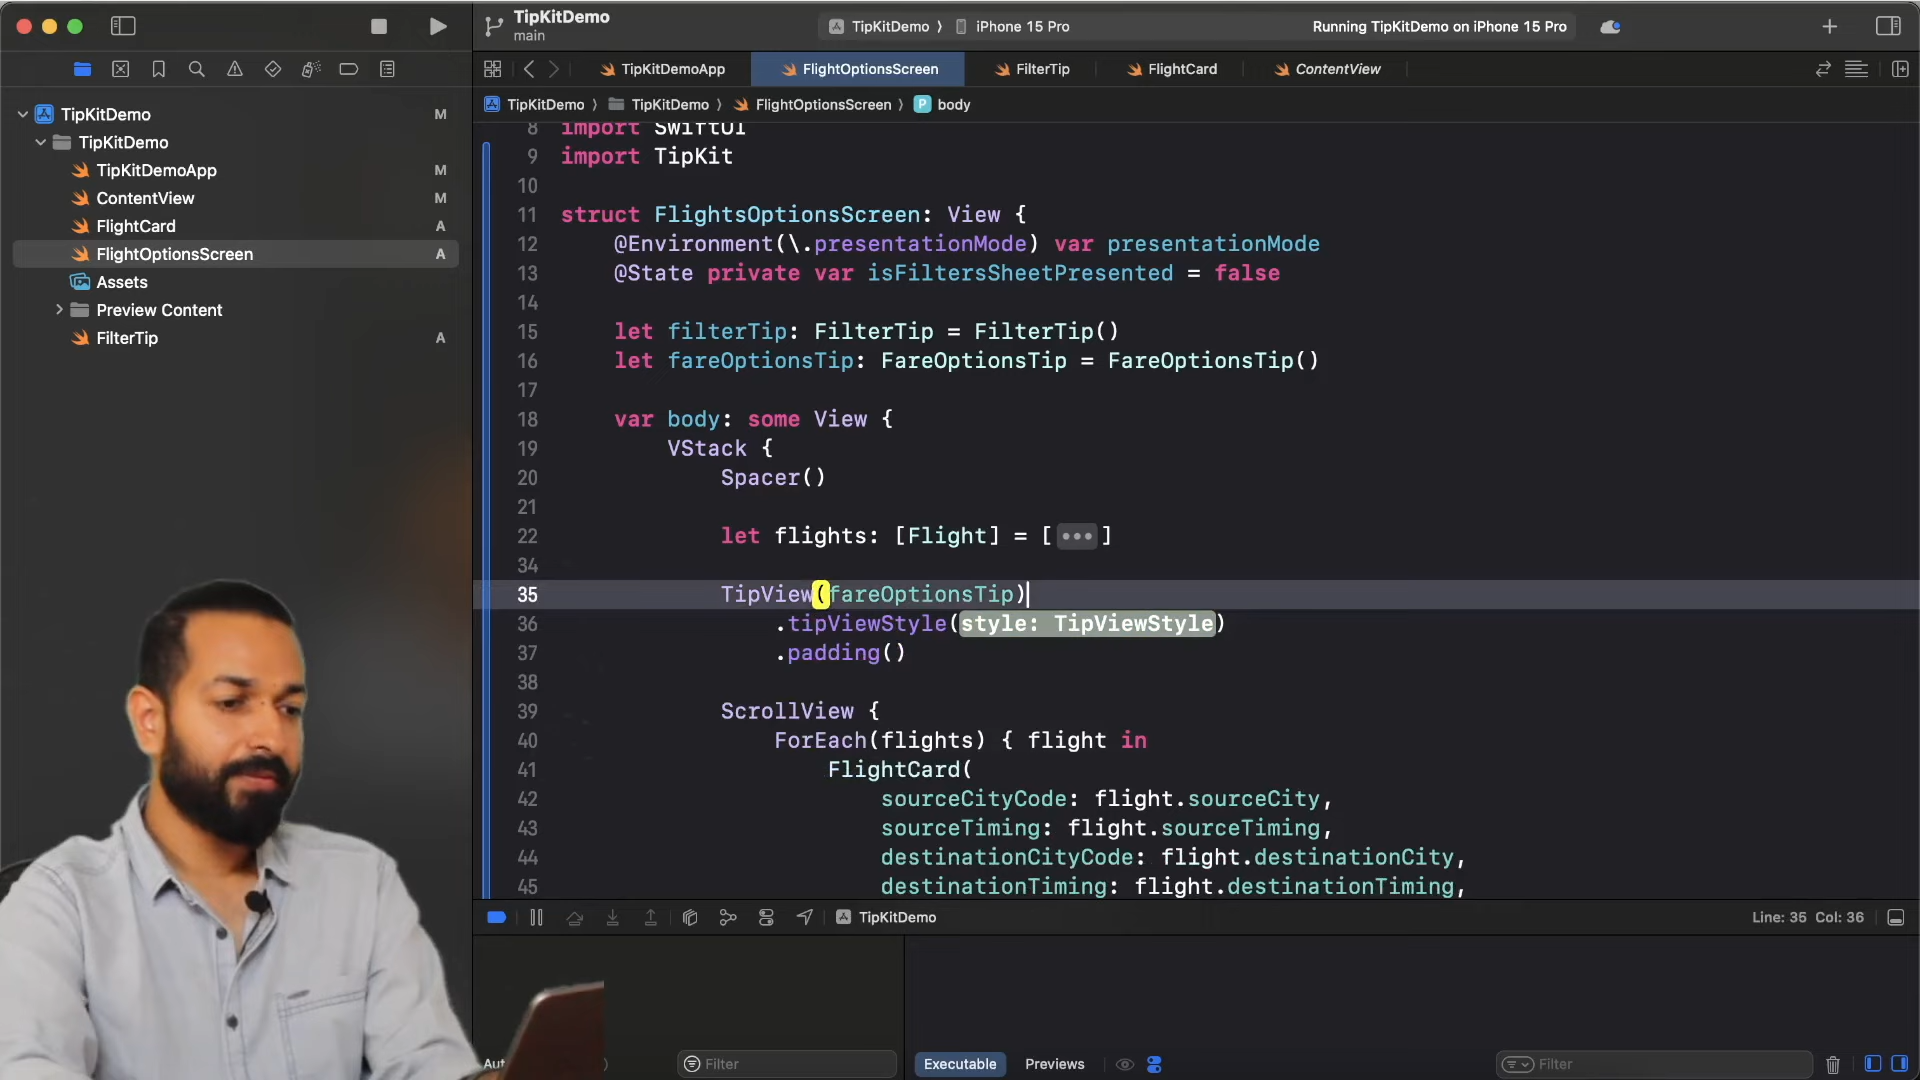 TipKitDemo
main
TipKitDemo 〉 iPhone 15 Pro
Running TipKitDemo on iPhone 15 Pro
TipKitDemoApp
FlightOptionsScreen
FilterTip
FlightCard
ContentView
TipKitDemo 〉 TipKitDemo 〉 FlightOptionsScreen 〉 P body
TipKitDemo M
TipKitDemo
TipKitDemoApp M
ContentView M
FlightCard A
FlightOptionsScreen A
Assets
Preview Content
FilterTip A
8 import SwiftUI
9 import TipKit
10
11 struct FlightsOptionsScreen: View {
12 @Environment(\.presentationMode) var presentationMode
13 @State private var isFiltersSheetPresented = false
14
15 let filterTip: FilterTip = FilterTip()
16 let fareOptionsTip: FareOptionsTip = FareOptionsTip()
17
18 var body: some View {
19 VStack {
20 Spacer()
21
22 let flights: [Flight] = [•••]
34
35 TipView(fareOptionsTip)
36 .tipViewStyle(style: TipViewStyle)
37 .padding()
38
39 ScrollView {
40 ForEach(flights) { flight in
41 FlightCard(
42 sourceCityCode: flight.sourceCity,
43 sourceTiming: flight.sourceTiming,
44 destinationCityCode: flight.destinationCity,
45 destinationTiming: flight.destinationTiming,
TipKitDemo
Line: 35 Col: 36
Filter
Executable
Previews
Filter